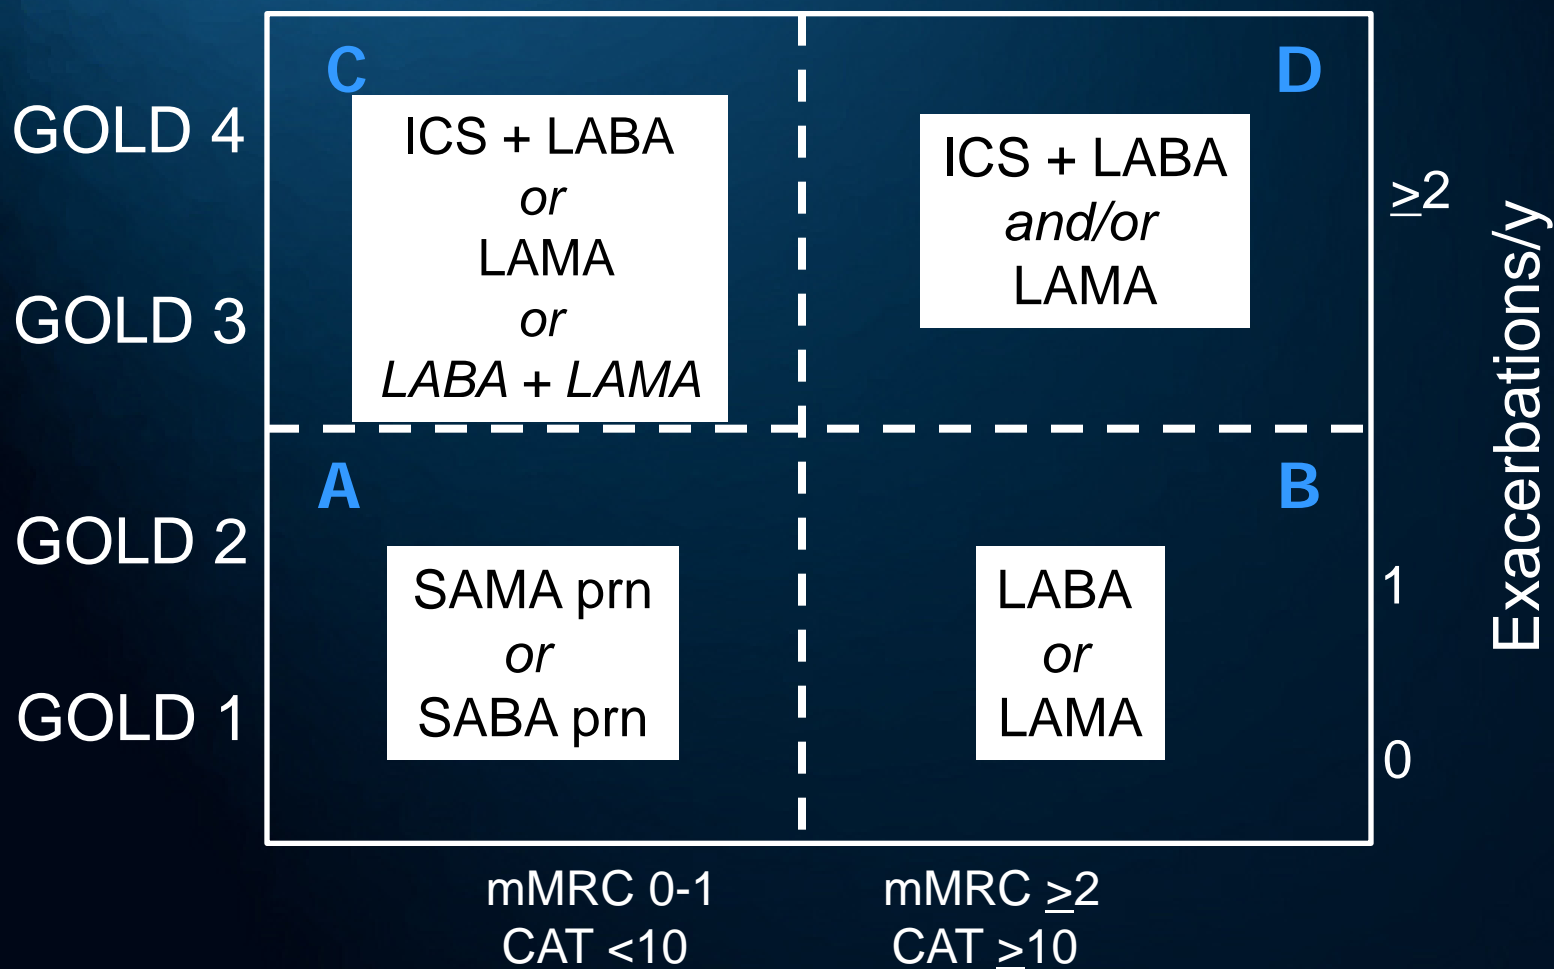 C
D
GOLD 4
GOLD 3
GOLD 2
GOLD 1
ICS + LABA
or
LAMA
or
LABA + LAMA
ICS + LABA
and/or
LAMA
A
B
SAMA prn
or
SABA prn
LABA
or
LAMA
≥2
1
0
Exacerbations/y
mMRC 0-1
CAT <10
mMRC ≥2
CAT ≥10